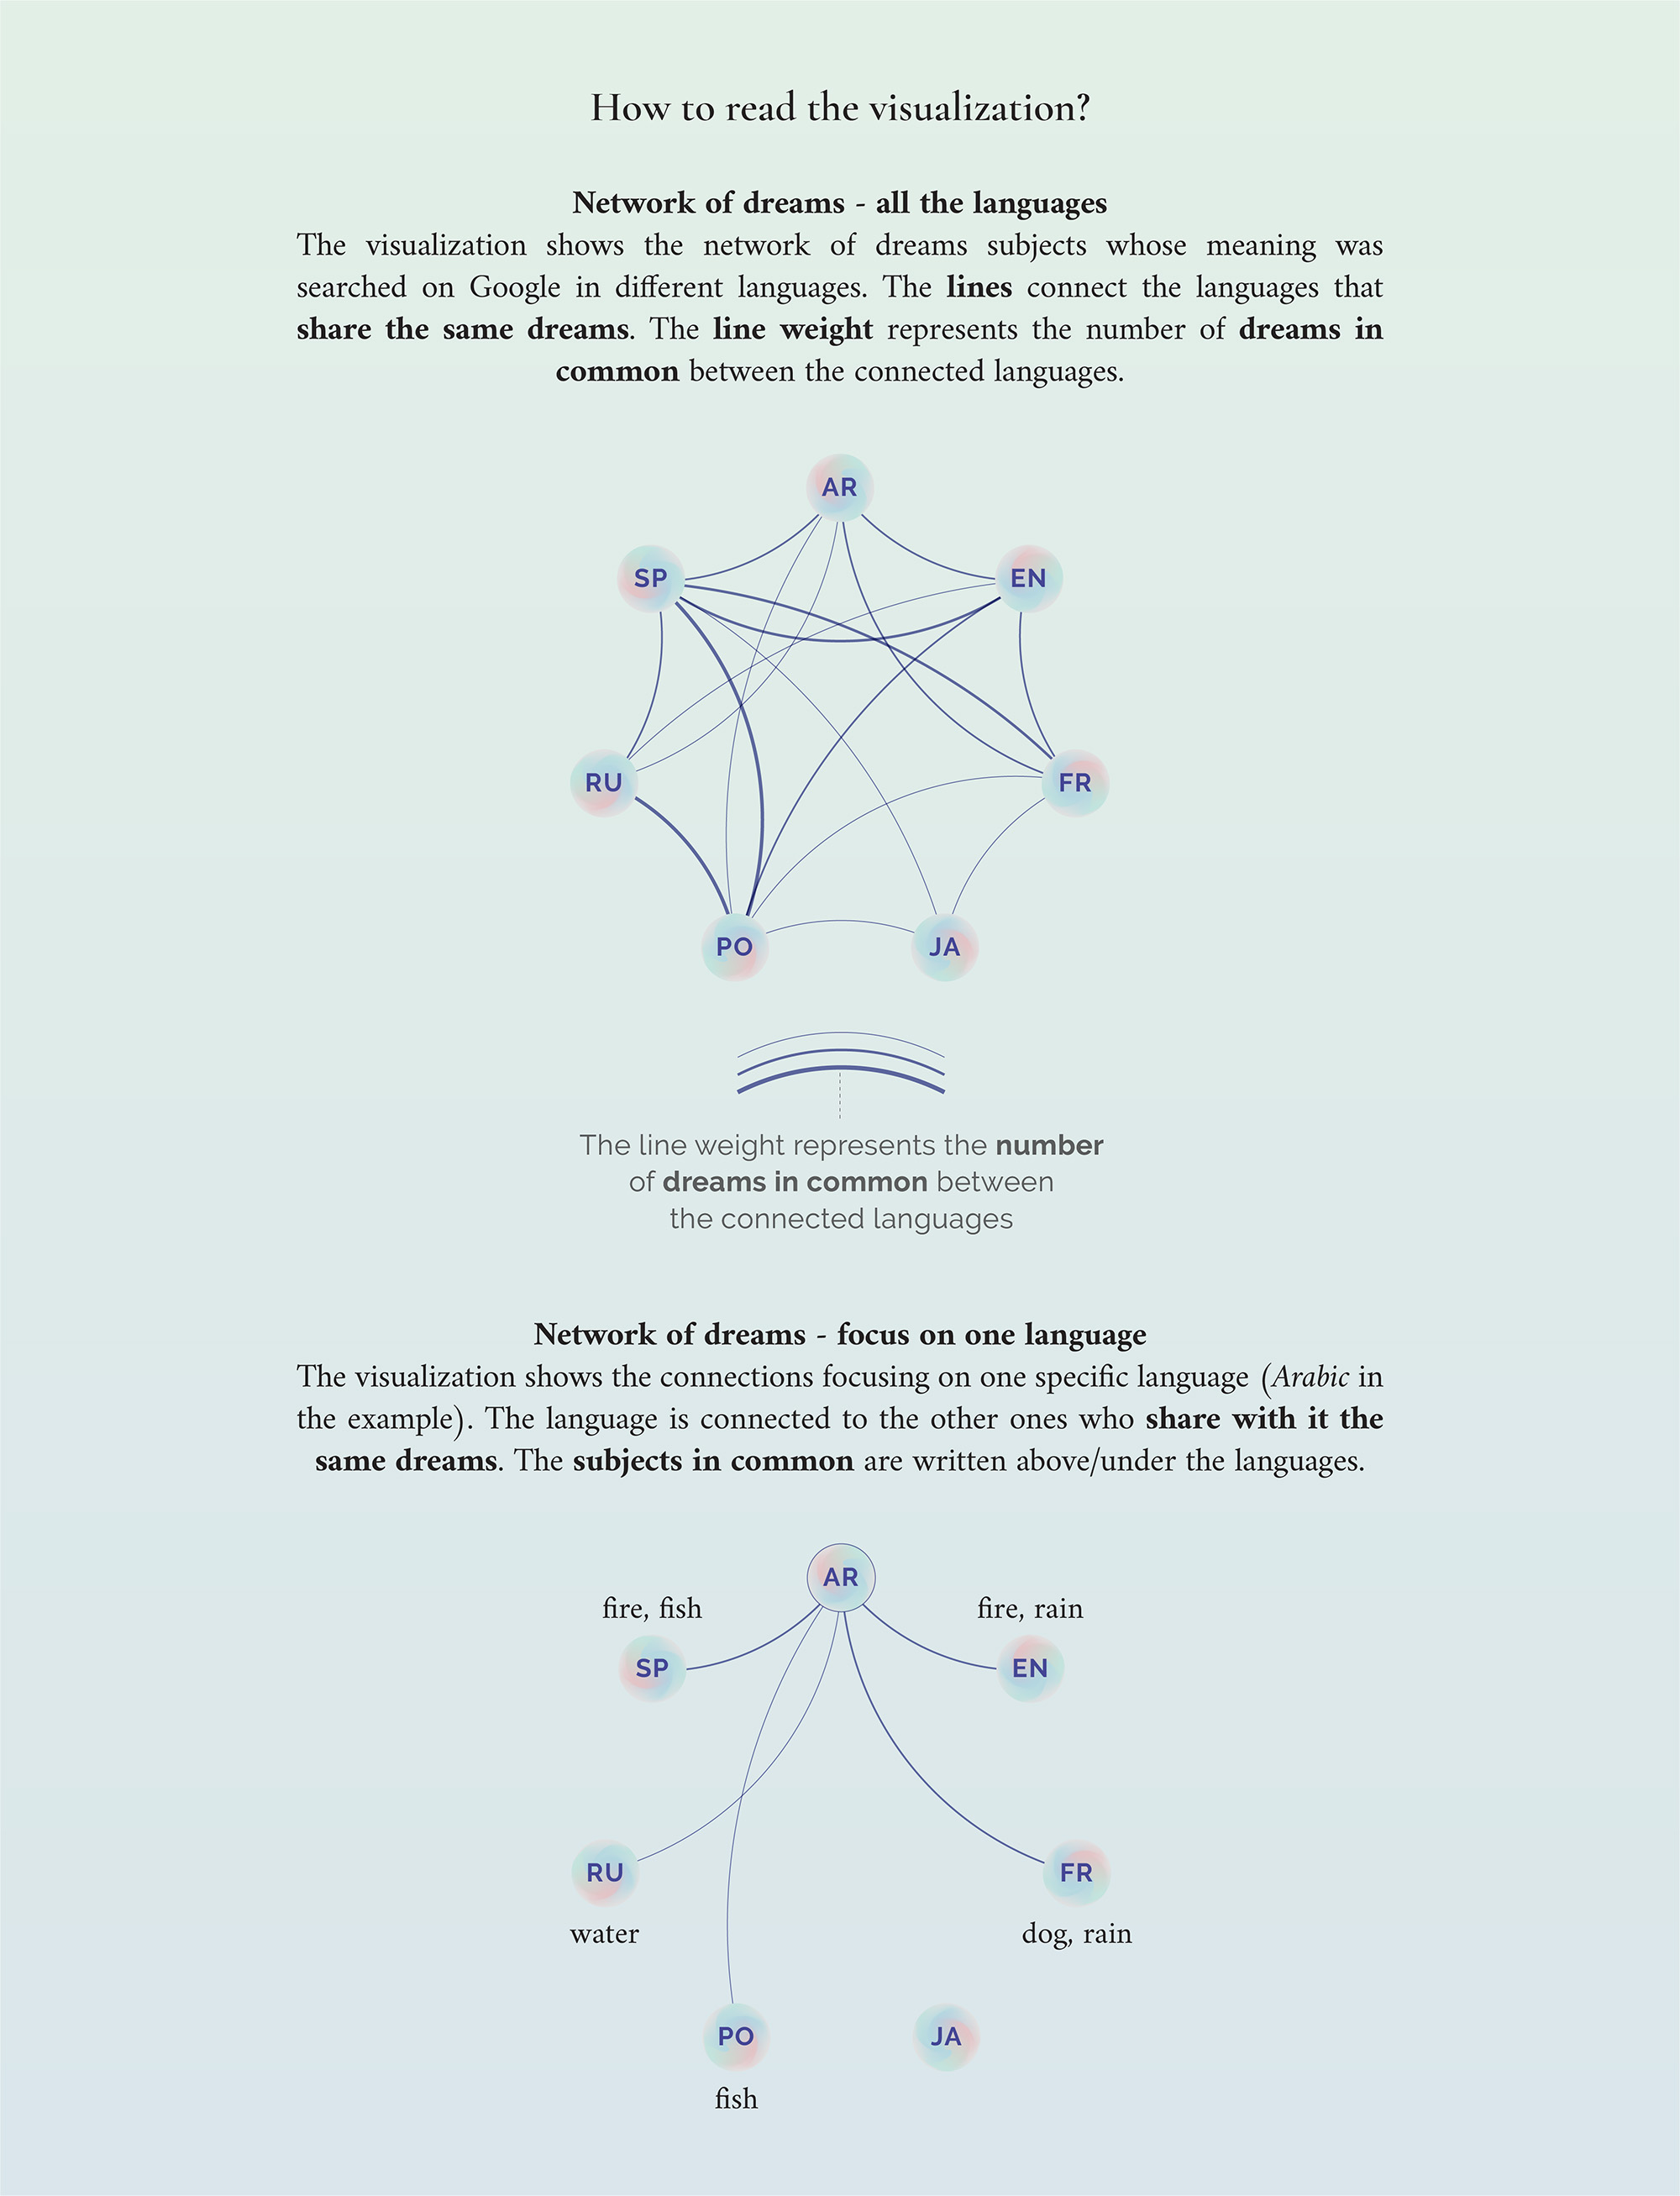 How to read the visualization?
Network of dreams - all the languages
The visualization shows the network of dreams subjects whose meaning was
searched on Google in different languages. The lines connect the languages that
share the same dreams. The line weight represents the number of dreams in
common between the connected languages.
AR
SP
EN
RU
FR
PO
JA
The line weight represents the number
of dreams in common between
the connected languages
Network of dreams - focus on one language
The visualization shows the connections focusing on one specific language (Arabic in
the example). The language is connected to the other ones who share with it the
same dreams. The subjects in common are written above/under the languages.
AR
fire, fish
fire, rain
SP
EN
RU
FR
water
dog, rain
PO
JA
fish